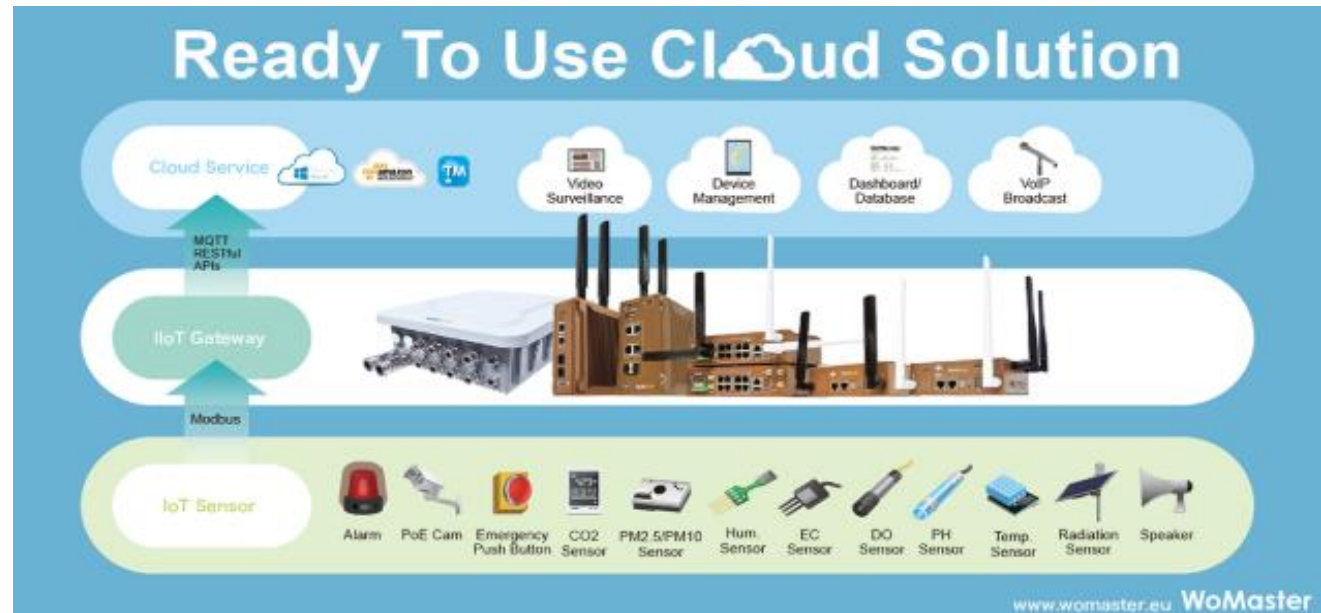 Ready To Use Cloud Solution
Cloud Service
amazon
TM
Video
Surveillance
Device
Management
Dashboard/
Database
VoIP
Broadcast
MQTT
RESTful
APIs
IIoT Gateway
Modbus
IoT Sensor
Alarm
PoE Cam
Emergency
Push Button
CO2
Sensor
PM2.5/PM10
Sensor
Hum.
Sensor
EC
Sensor
DO
Sensor
PH
Sensor
Temp.
Sensor
Radiation
Sensor
Speaker
www.womaster.eu WoMaster